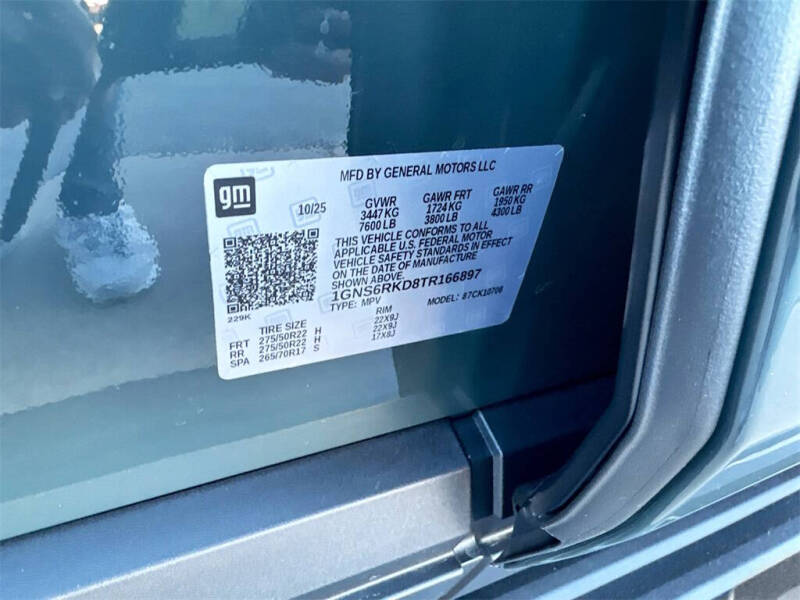 MFD BY GENERAL MOTORS LLC
gm
10/25 GVWR GAWR FRT GAWR RR
3447 KG 1724 KG 1950 KG
7600 LB 3800 LB 4300 LB
THIS VEHICLE CONFORMS TO ALL
APPLICABLE U.S. FEDERAL MOTOR
VEHICLE SAFETY STANDARDS IN EFFECT
ON THE DATE OF MANUFACTURE
SHOWN ABOVE.
1GNS6RKD8TR166897
TYPE: MPV MODEL: 87CK10706
229K
TIRE SIZE RIM
FRT 275/50R22 H 22X9J
RR 275/50R22 H 22X9J
SPA 265/70R17 S 17X8J